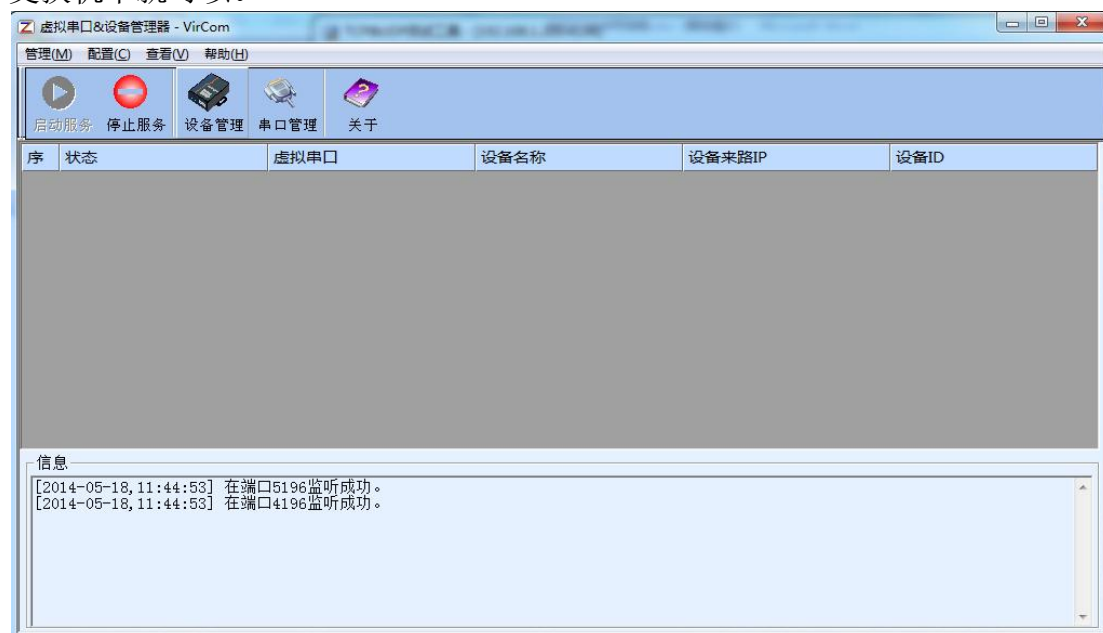 虚拟串口&设备管理器 - VirCom
管理(M) 配置(C) 查看(V) 帮助(H)
启动服务 停止服务 设备管理 串口管理 关于
序 状态 虚拟串口 设备名称 设备来路IP 设备ID
信息
[2014-05-18,11:44:53] 在端口5196监听成功。
[2014-05-18,11:44:53] 在端口4196监听成功。